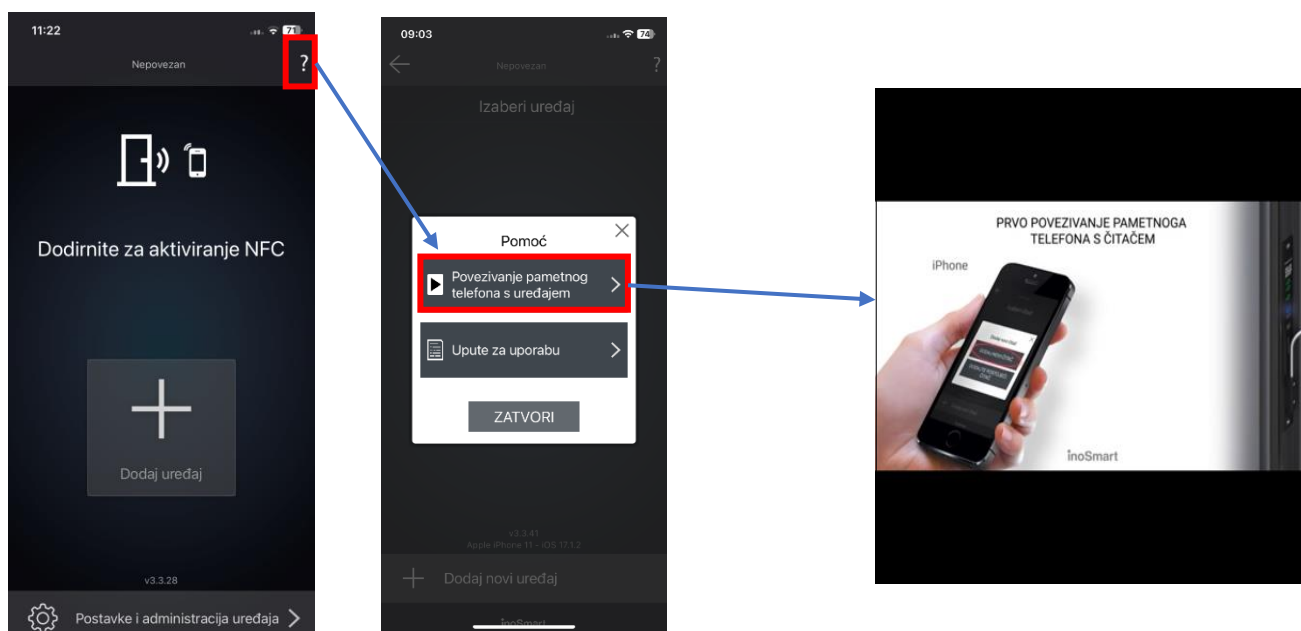 11:22
71
Nepovezan
?
Dodirnite za aktiviranje NFC
Dodaj uređaj
v3.3.28
Postavke i administracija uređaja
09:03
74
Nepovezan
?
Izaberi uređaj
Pomoć
Povezivanje pametnog
telefona s uređajem
Upute za uporabu
ZATVORI
v3.3.41
Apple iPhone 11 - iOS 17.1.2
Dodaj novi uređaj
inoSmart
PRVO POVEZIVANJE PAMETNOGA
TELEFONA S ČITAČEM
iPhone
inoSmart